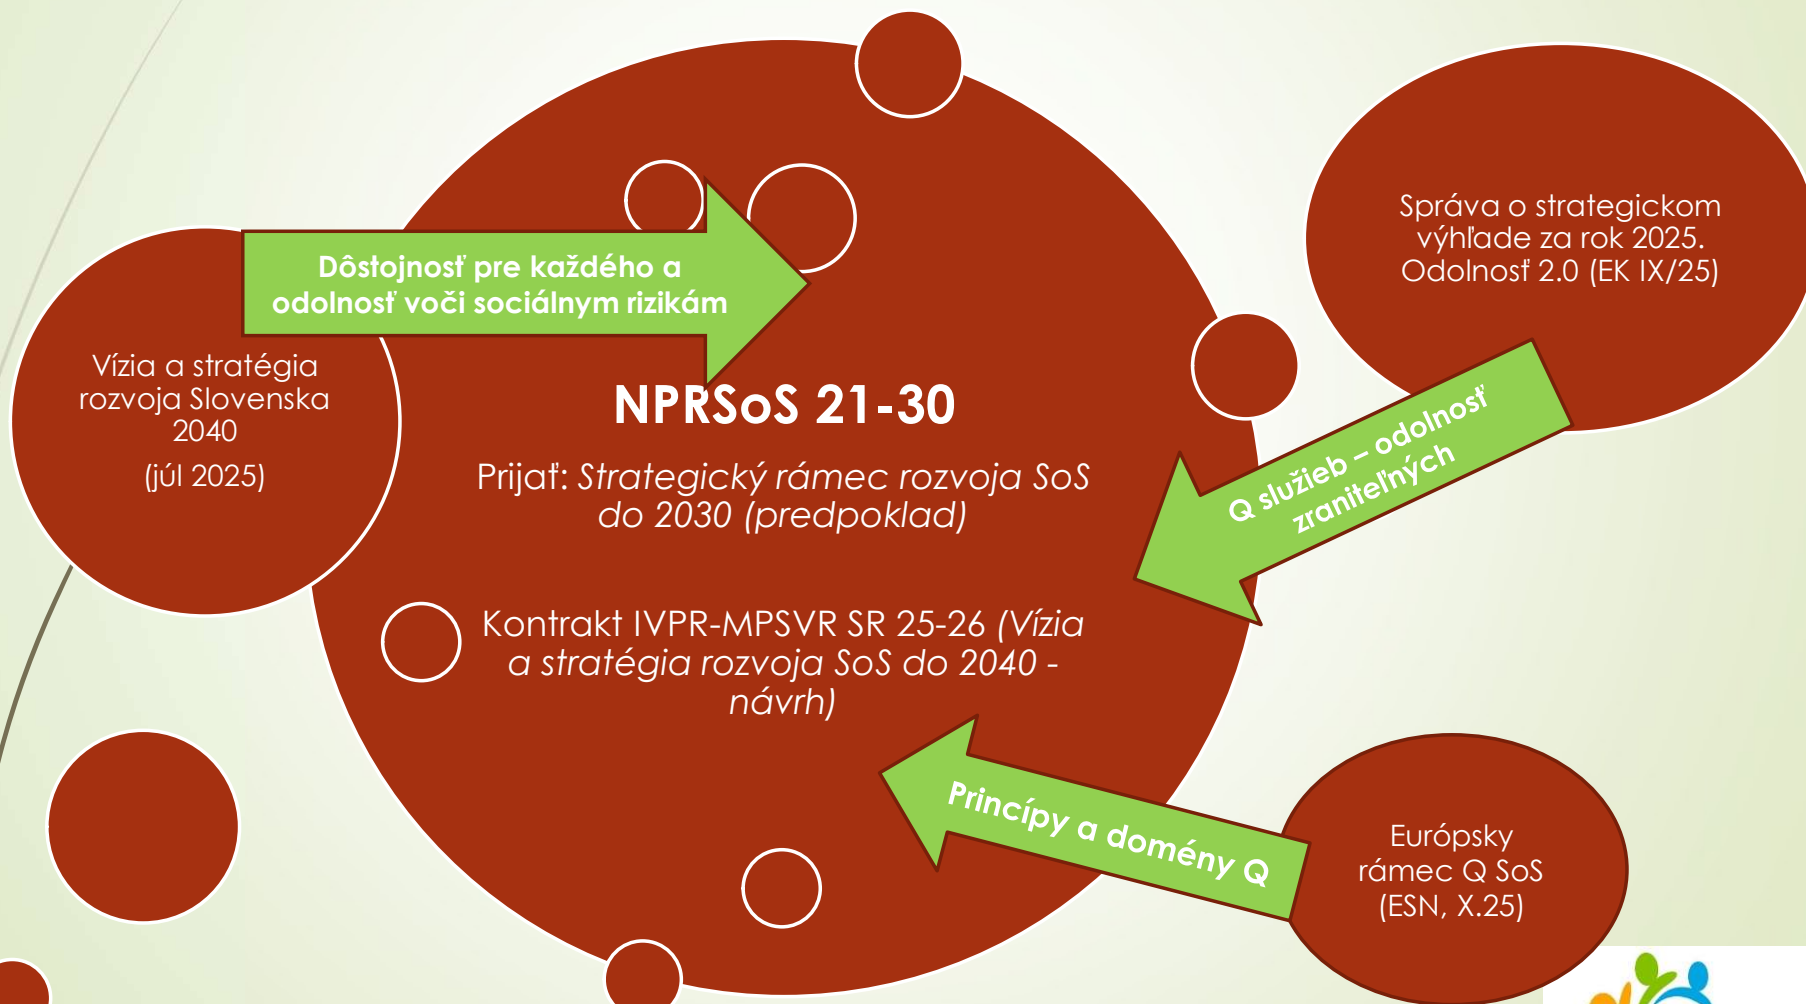 Dôstojnosť pre každého a
odolnosť voči sociálnym rizikám
Vízia a stratégia
rozvoja Slovenska
2040
(júl 2025)
NPRSoS 21-30
Prijať: Strategický rámec rozvoja SoS
do 2030 (predpoklad)
Kontrakt IVPR-MPSVR SR 25-26 (Vízia
a stratégia rozvoja SoS do 2040 -
návrh)
Správa o strategickom
výhľade za rok 2025.
Odolnosť 2.0 (EK IX/25)
Q služieb – odolnosť
zraniteľných
Princípy a domény Q
Európsky
rámec Q SoS
(ESN, X.25)